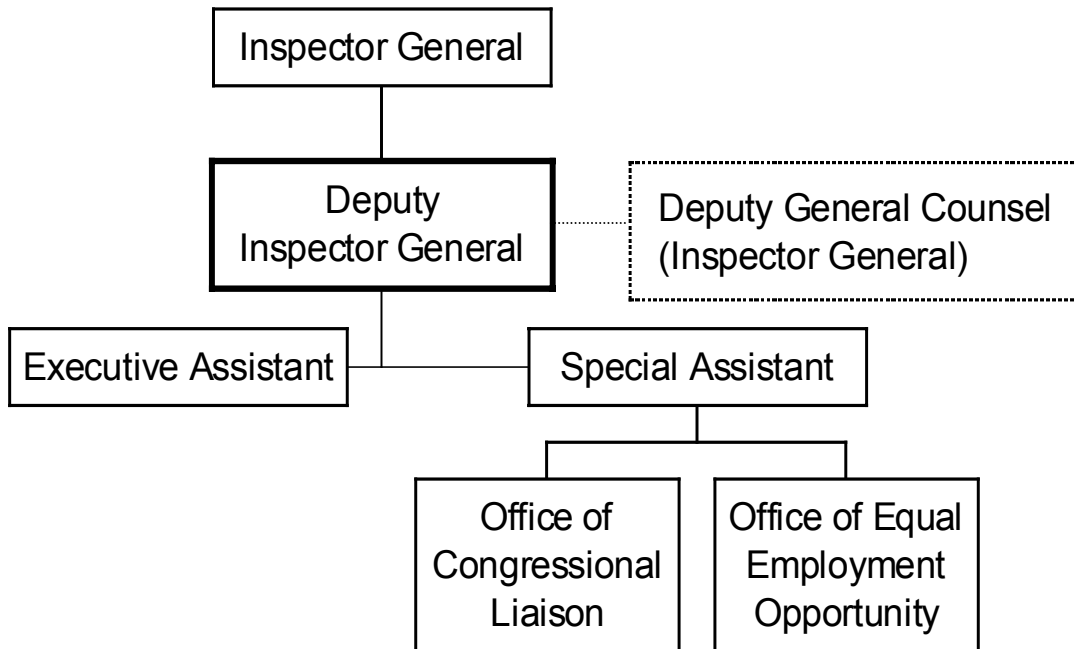 Inspector General
Deputy
Inspector General
Deputy General Counsel
(Inspector General)
Executive Assistant
Special Assistant
Office of
Congressional
Liaison
Office of Equal
Employment
Opportunity